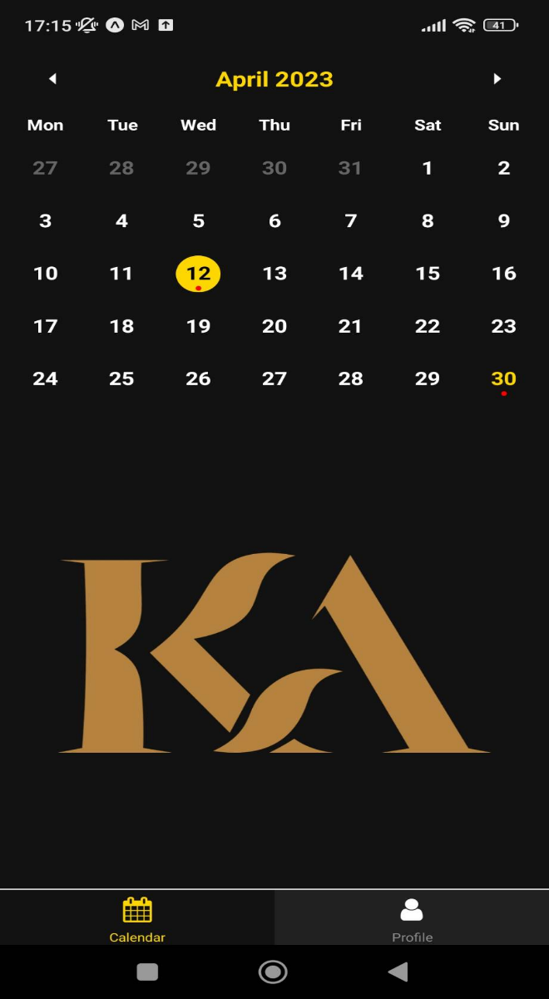 17:15 41
April 2023
Mon Tue Wed Thu Fri Sat Sun
27 28 29 30 31 1 2
3 4 5 6 7 8 9
10 11 12 13 14 15 16
17 18 19 20 21 22 23
24 25 26 27 28 29 30
KA
Calendar Profile